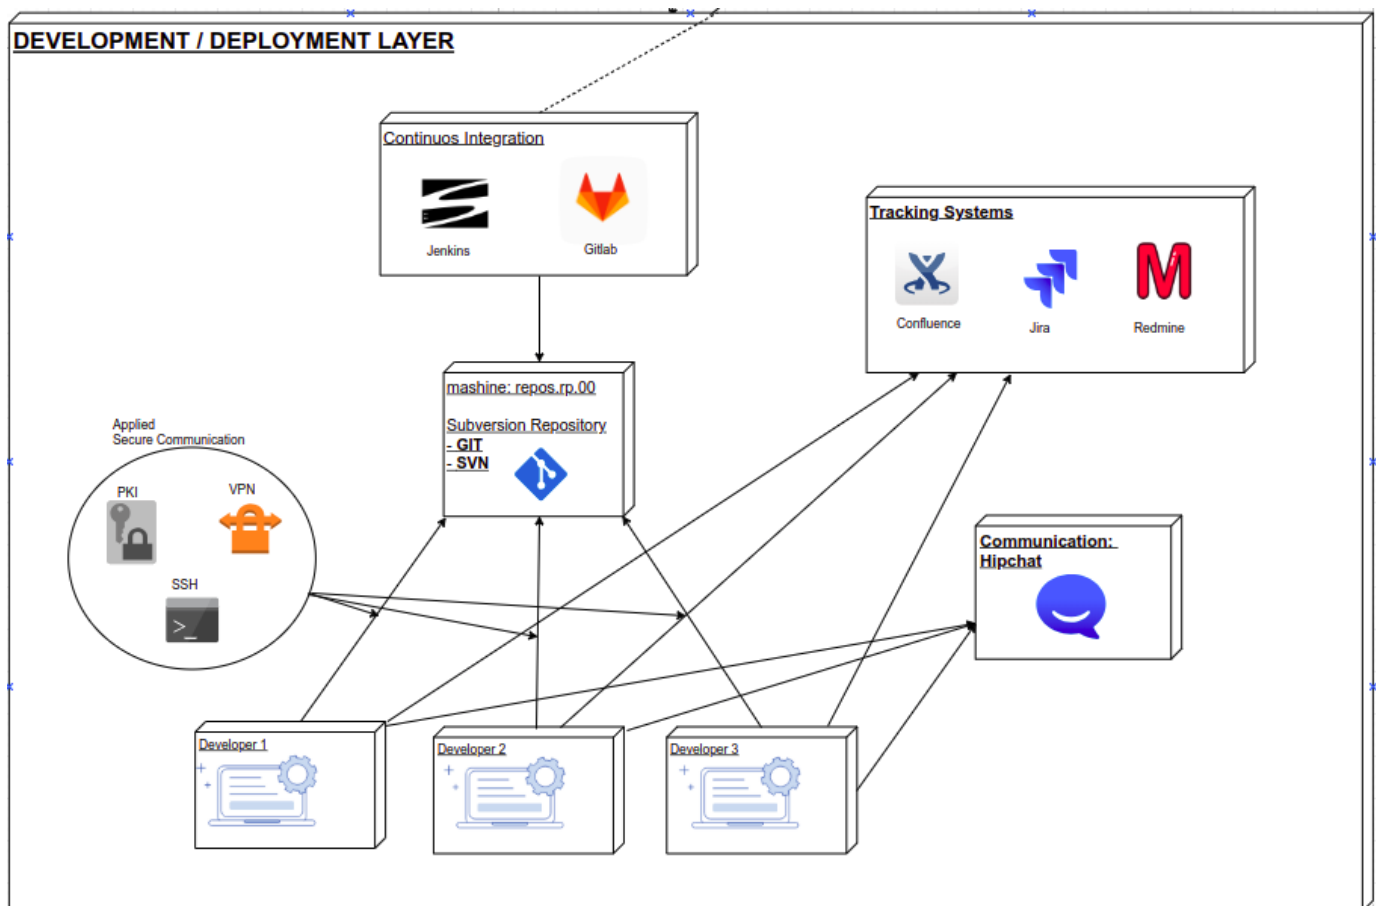 DEVELOPMENT / DEPLOYMENT LAYER
Continuos Integration
Jenkins
Gitlab
Tracking Systems
Confluence
Jira
Redmine
mashine: repos.rp.00
Subversion Repository
- GIT
- SVN
Applied
Secure Communication
PKI
VPN
SSH
Communication:
Hipchat
Developer 1
Developer 2
Developer 3